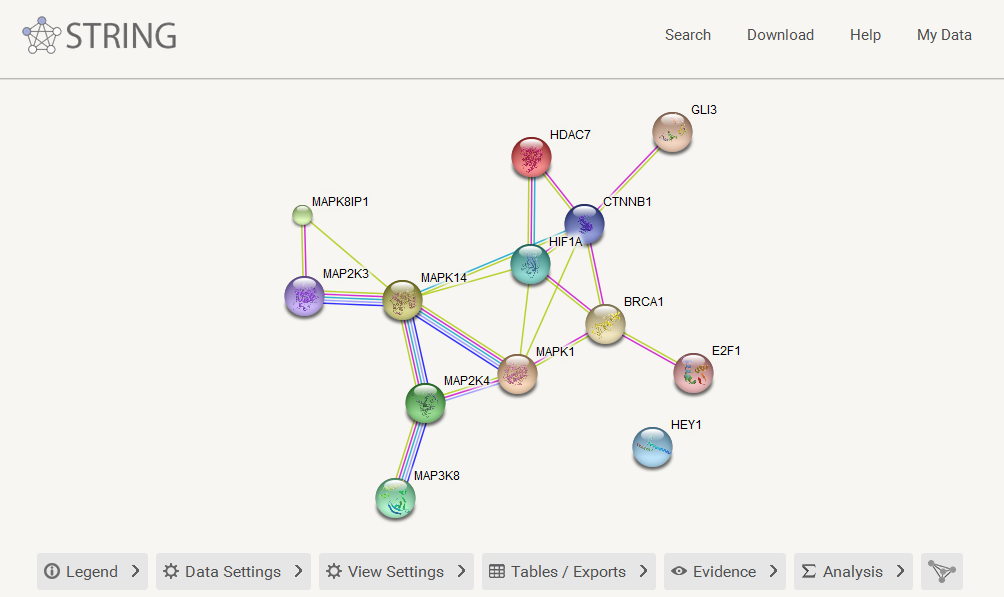 STRING
Search Download Help My Data
GLI3
HDAC7
MAPK8IP1
CTNNB1
HIF1A
MAP2K3
MAPK14
BRCA1
MAPK1
E2F1
MAP2K4
HEY1
MAP3K8
Legend Data Settings View Settings Tables / Exports Evidence Analysis